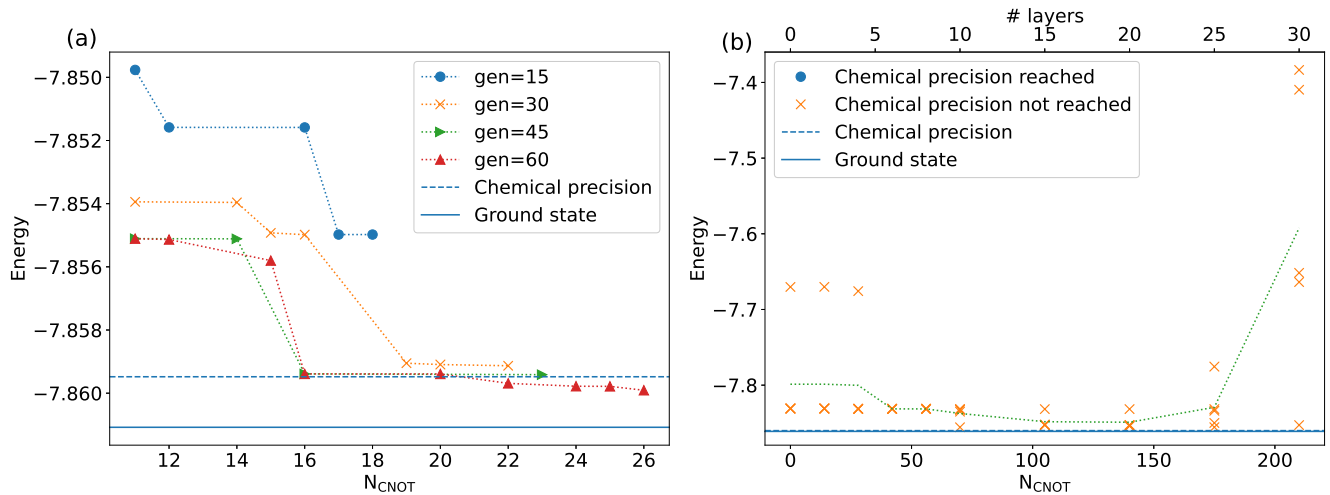 (a)
−7.850
−7.852
−7.854
−7.856
−7.858
−7.860
Energy
12 14 16 18 20 22 24 26
N_CNOT
gen=15
gen=30
gen=45
gen=60
Chemical precision
Ground state
(b)
# layers
0 5 10 15 20 25 30
−7.4
−7.5
−7.6
−7.7
−7.8
Energy
0 50 100 150 200
N_CNOT
Chemical precision reached
Chemical precision not reached
Chemical precision
Ground state